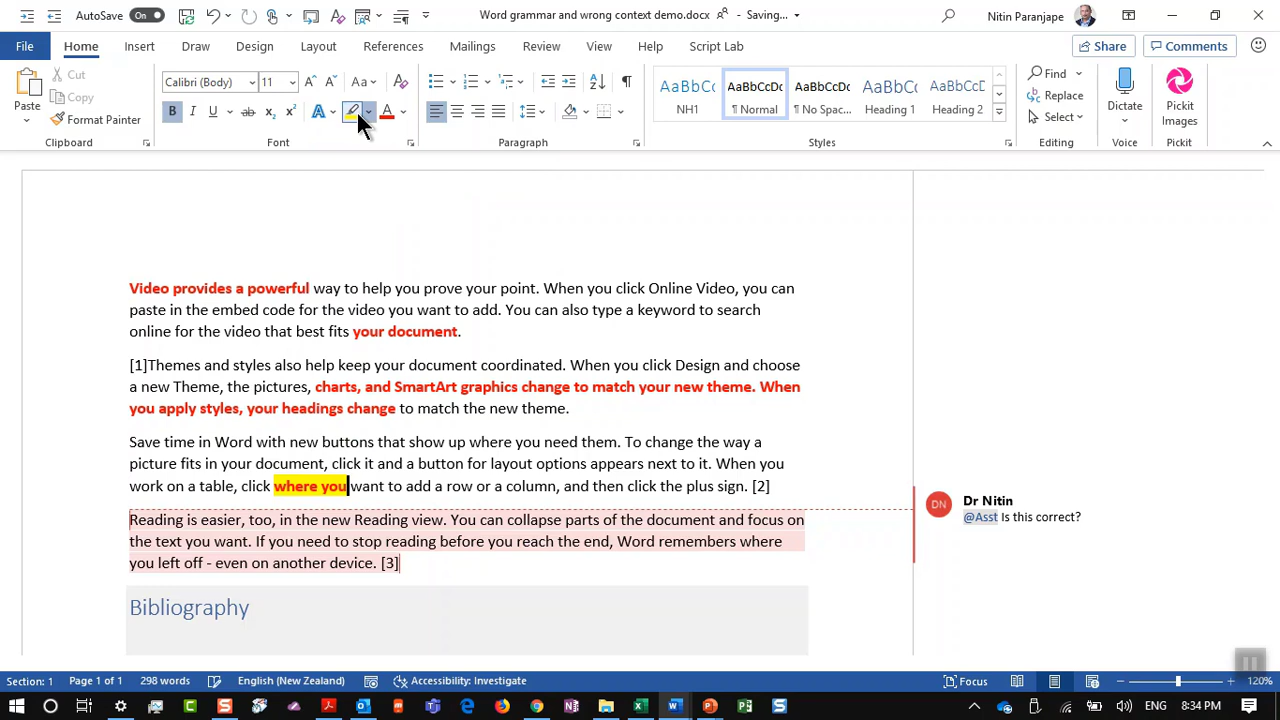 AutoSave On
Word grammar and wrong context demo.docx
- Saving...
Nitin Paranjape
File Home Insert Draw Design Layout References Mailings Review View Help Script Lab
Share Comments
Paste
Cut
Copy
Format Painter
Calibri (Body) 11
Aa
Clipboard Font Paragraph Styles Editing Voice Pickit
AaBbC AaBbCcDc AaBbCcDc AaBbC AaBbCcD
NH1 ¶ Normal ¶ No Spac... Heading 1 Heading 2
Find
Replace
Select
Dictate
Pickit
Images
Video provides a powerful way to help you prove your point. When you click Online Video, you can
paste in the embed code for the video you want to add. You can also type a keyword to search
online for the video that best fits your document.
[1]Themes and styles also help keep your document coordinated. When you click Design and choose
a new Theme, the pictures, charts, and SmartArt graphics change to match your new theme. When
you apply styles, your headings change to match the new theme.
Save time in Word with new buttons that show up where you need them. To change the way a
picture fits in your document, click it and a button for layout options appears next to it. When you
work on a table, click where you want to add a row or a column, and then click the plus sign. [2]
Reading is easier, too, in the new Reading view. You can collapse parts of the document and focus on
the text you want. If you need to stop reading before you reach the end, Word remembers where
you left off - even on another device. [3]
DN Dr Nitin
@Asst Is this correct?
Bibliography
Section: 1 Page 1 of 1 298 words English (New Zealand) Accessibility: Investigate Focus 120%
ENG 8:34 PM